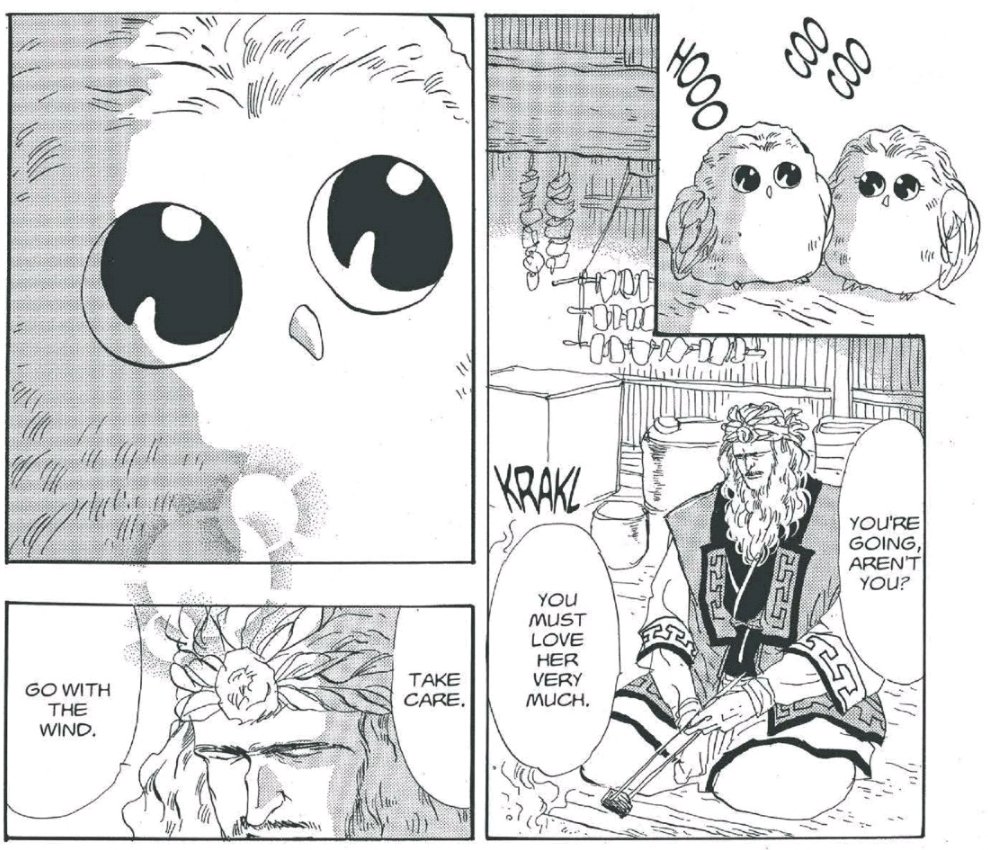 COO
COO
HOOO
YOU'RE
GOING,
AREN'T
YOU?
KRAKL
YOU
MUST
LOVE
HER
VERY
MUCH.
TAKE
CARE.
GO WITH
THE
WIND.